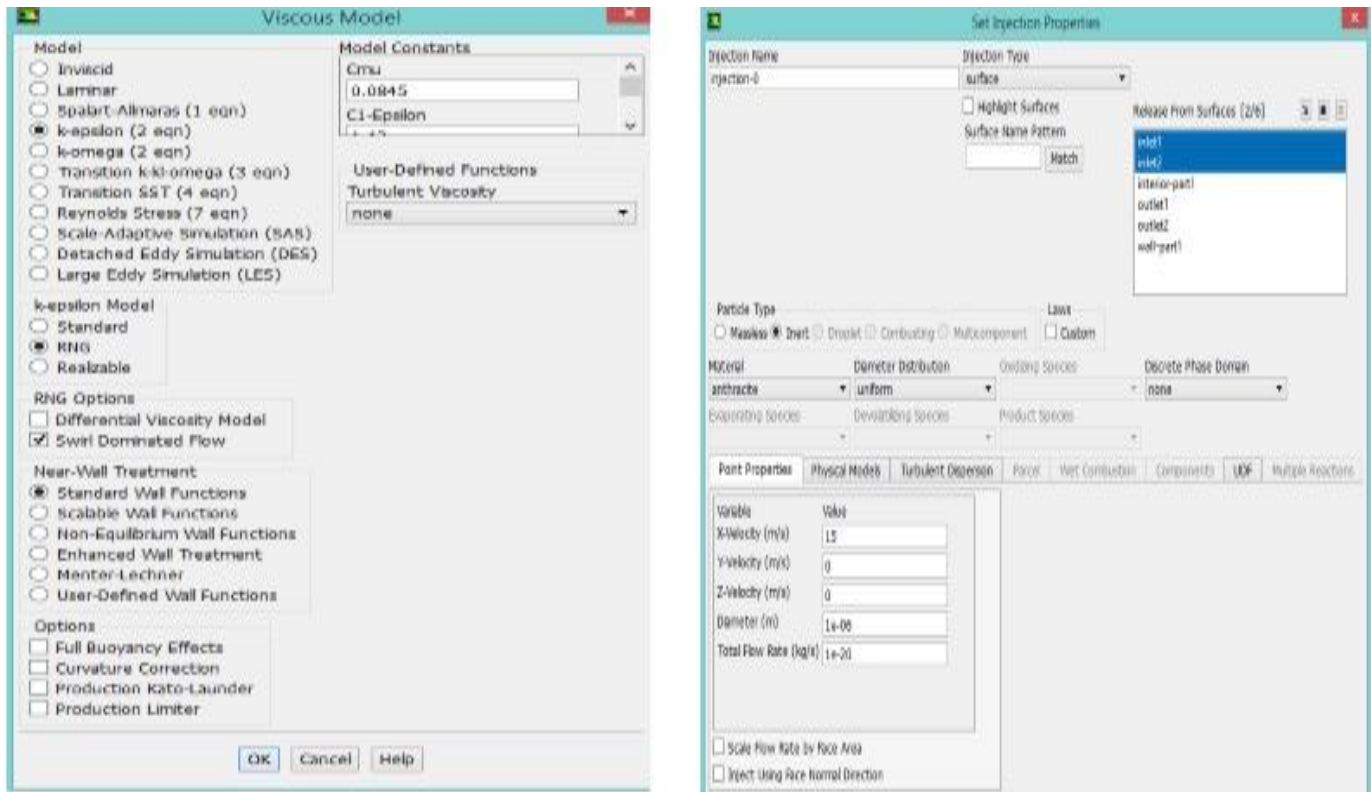 Viscous Model
Model
Inviscid
Laminar
Spalart-Allmaras (1 eqn)
k-epsilon (2 eqn)
k-omega (2 eqn)
Transition k-kl-omega (3 eqn)
Transition SST (4 eqn)
Reynolds Stress (7 eqn)
Scale-Adaptive Simulation (SAS)
Detached Eddy Simulation (DES)
Large Eddy Simulation (LES)
k-epsilon Model
Standard
RNG
Realizable
RNG Options
Differential Viscosity Model
Swirl Dominated Flow
Near-Wall Treatment
Standard Wall Functions
Scalable Wall Functions
Non-Equilibrium Wall Functions
Enhanced Wall Treatment
Menter-Lechner
User-Defined Wall Functions
Options
Full Buoyancy Effects
Curvature Correction
Production Kato-Launder
Production Limiter
Model Constants
Cmu
0.0845
C1-Epsilon
User-Defined Functions
Turbulent Viscosity
none
OK Cancel Help
Set Injection Properties
Injection Name
injection-0
Injection Type
surface
Highlight Surfaces
Surface Name Pattern
Match
Release From Surfaces (2/6)
inlet1
inlet2
interior-part1
outlet1
outlet2
wall-part1
Particle Type
Massless Inert Droplet Combusting Multicomponent
Laws
Custom
Material Diameter Distribution Oxidizing Species Discrete Phase Domain
anthracite uniform none
Evaporating Species Devolatilizing Species Product Species
Point Properties Physical Models Turbulent Dispersion Parcel Wet Combustion Components UDF Multiple Reactions
Variable Value
X-Velocity (m/s) 15
Y-Velocity (m/s) 0
Z-Velocity (m/s) 0
Diameter (m)
Total Flow Rate (kg/s) 1e-20
Scale Flow Rate by Face Area
Inject Using Face Normal Direction